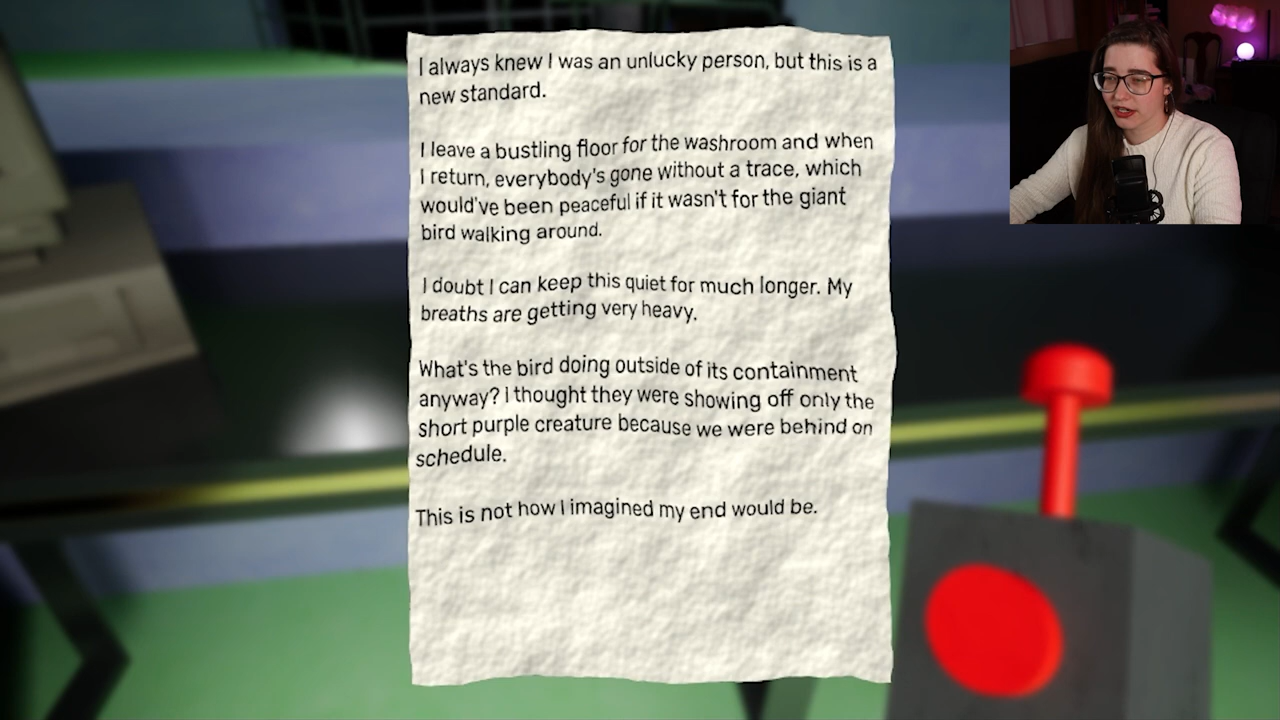 I always knew I was an unlucky person, but this is a
new standard.
I leave a bustling floor for the washroom and when
I return, everybody's gone without a trace, which
would've been peaceful if it wasn't for the giant
bird walking around.
I doubt I can keep this quiet for much longer. My
breaths are getting very heavy.
What's the bird doing outside of its containment
anyway? I thought they were showing off only the
short purple creature because we were behind on
schedule.
This is not how I imagined my end would be.